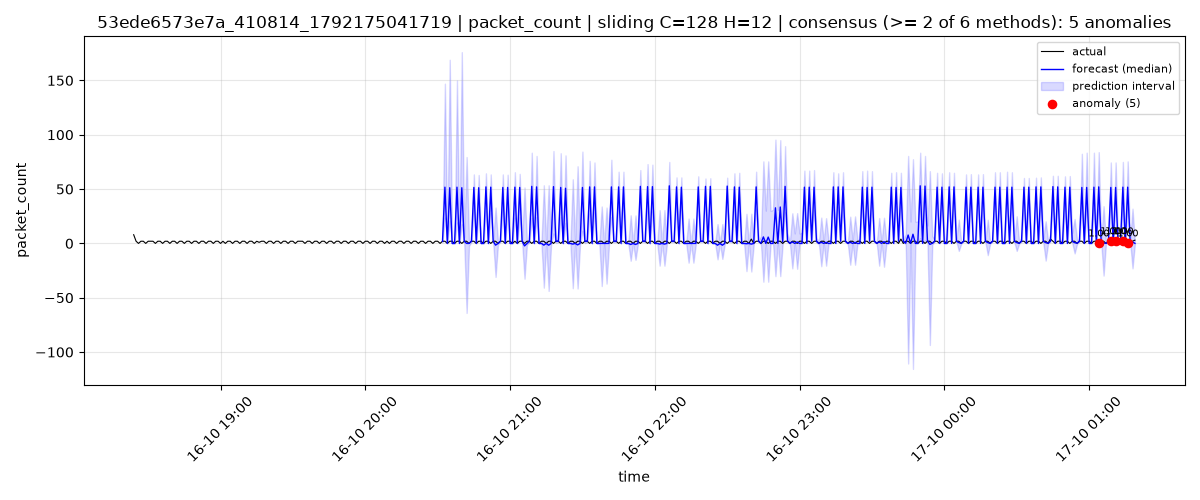 53ede6573e7a_410814_1792175041719 | packet_count | sliding C=128 H=12 | consensus (>= 2 of 6 methods): 5 anomalies
actual
forecast (median)
prediction interval
anomaly (5)
packet_count
150
100
50
0
−50
−100
16-10 19:00
16-10 20:00
16-10 21:00
16-10 22:00
16-10 23:00
17-10 00:00
17-10 01:00
time